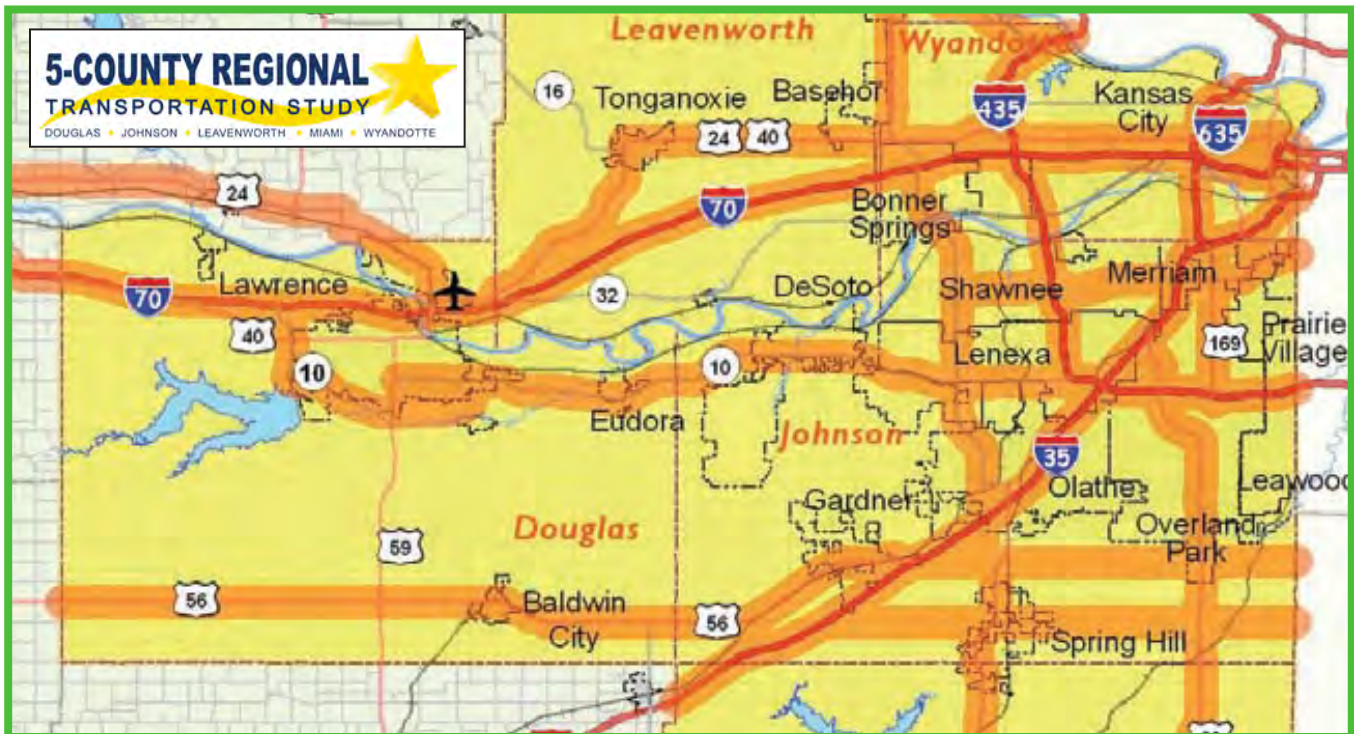 5-COUNTY REGIONAL
TRANSPORTATION STUDY
DOUGLAS • JOHNSON • LEAVENWORTH • MIAMI • WYANDOTTE
Leavenworth
Wyandotte
16
Tonganoxie
Basehor
24
40
435
Kansas
City
635
24
70
Bonner
Springs
70
Lawrence
32
DeSoto
Shawnee
Merriam
40
10
10
Lenexa
169
Prairie
Village
Eudora
Johnson
35
Gardner
Olathe
Leawood
Douglas
Overland
Park
59
56
Baldwin
City
56
Spring Hill